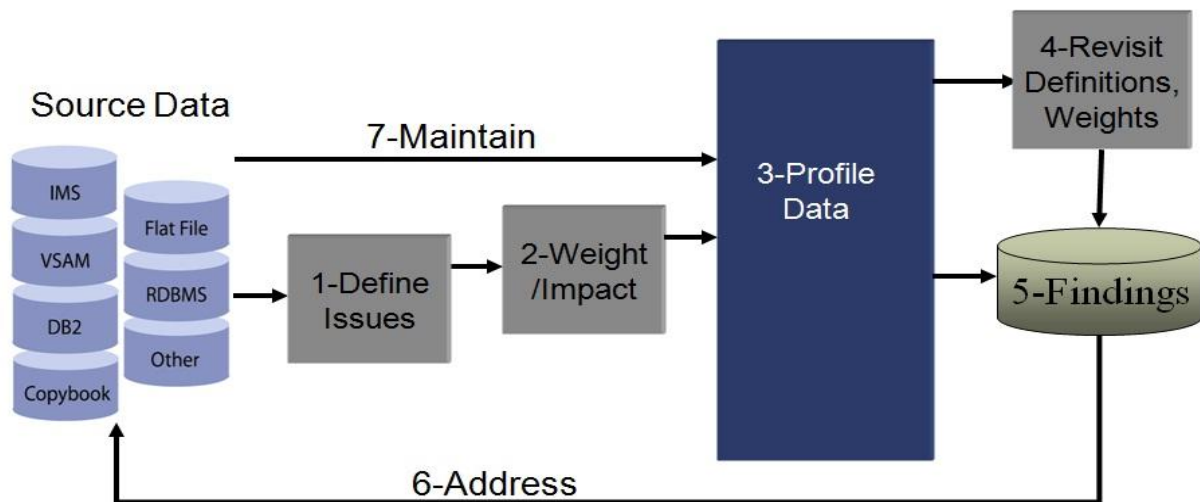 Source Data
IMS
VSAM
DB2
Copybook
Flat File
RDBMS
Other
7-Maintain
1-Define
Issues
2-Weight
/Impact
3-Profile
Data
4-Revisit
Definitions,
Weights
5-Findings
6-Address